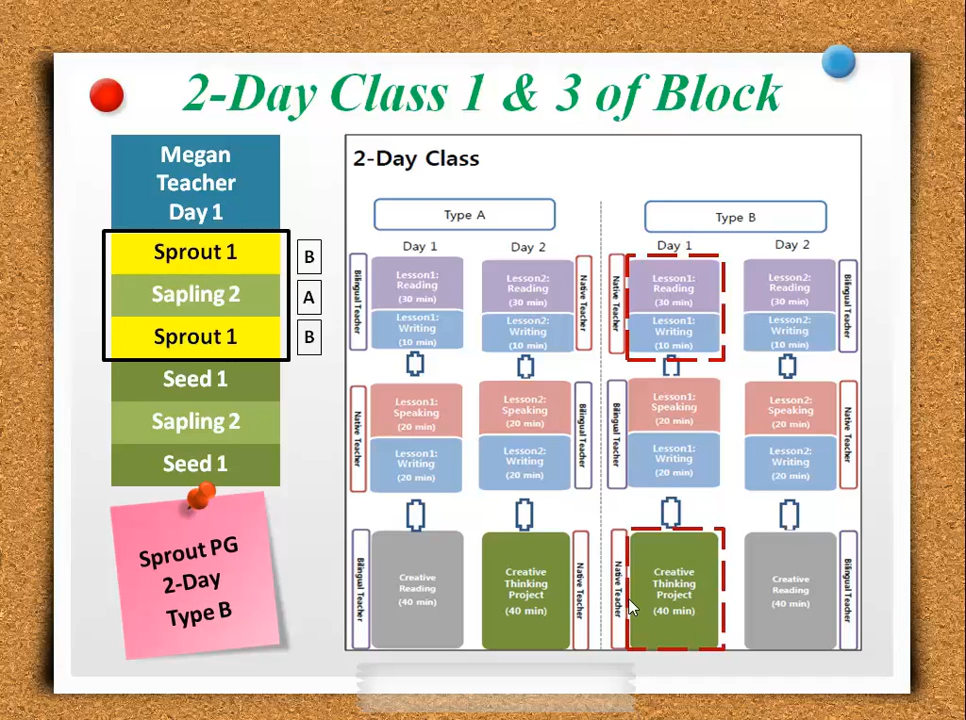 2-Day Class 1 & 3 of Block
Megan
Teacher
Day 1
Sprout 1
B
Sapling 2
A
Sprout 1
B
Seed 1
Sapling 2
Seed 1
Sprout PG
2-Day
Type B
2-Day Class
Type A
Day 1
Day 2
Bilingual Teacher
Lesson1:
Reading
(30 min)
Lesson1:
Writing
(10 min)
Lesson2:
Reading
(30 min)
Lesson2:
Writing
(10 min)
Native Teacher
Native Teacher
Lesson1:
Speaking
(20 min)
Lesson1:
Writing
(20 min)
Lesson2:
Speaking
(20 min)
Lesson2:
Writing
(20 min)
Bilingual Teacher
Bilingual Teacher
Creative
Reading
(40 min)
Creative
Thinking
Project
(40 min)
Native Teacher
Type B
Day 1
Day 2
Native Teacher
Lesson1:
Reading
(30 min)
Lesson1:
Writing
(10 min)
Lesson2:
Reading
(30 min)
Lesson2:
Writing
(10 min)
Bilingual Teacher
Bilingual Teacher
Lesson1:
Speaking
(20 min)
Lesson1:
Writing
(20 min)
Lesson2:
Speaking
(20 min)
Lesson2:
Writing
(20 min)
Native Teacher
Native Teacher
Creative
Thinking
Project
(40 min)
Creative
Reading
(40 min)
Bilingual Teacher